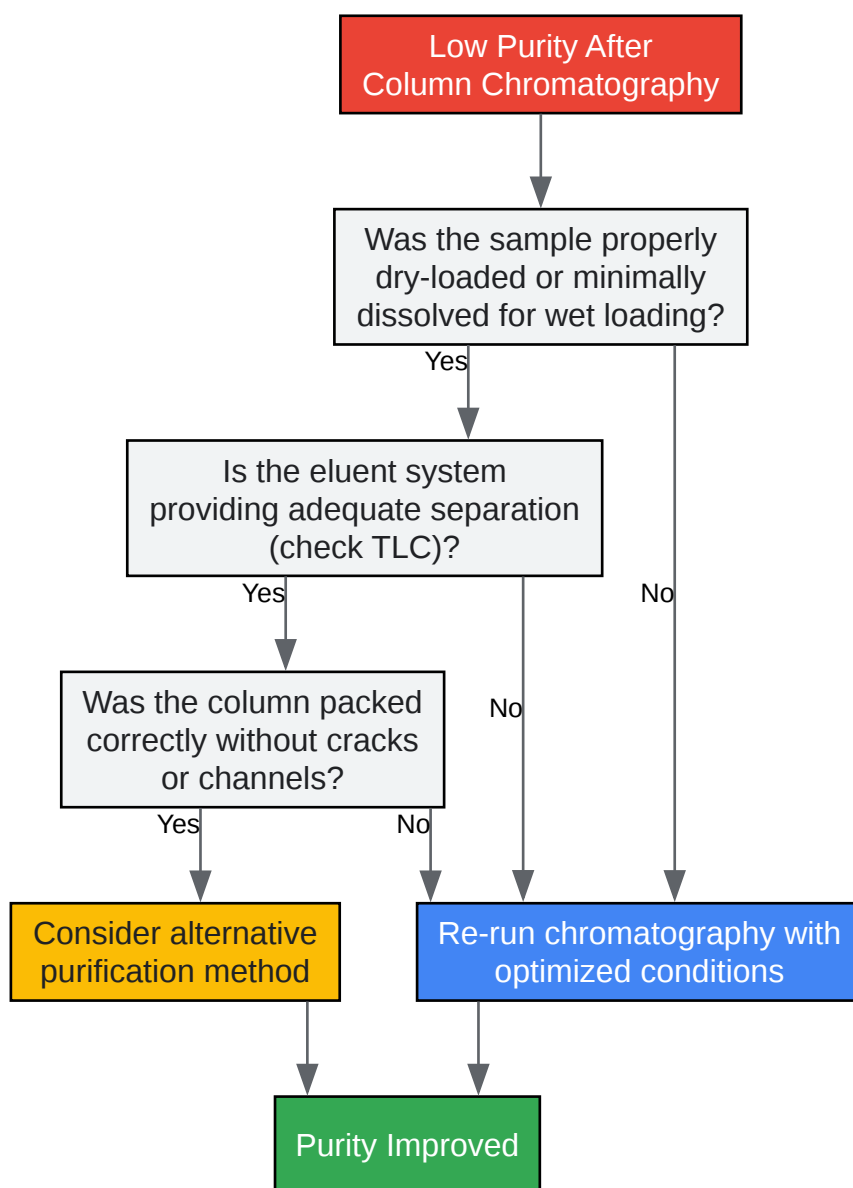 Low Purity After
Column Chromatography
Was the sample properly
dry-loaded or minimally
dissolved for wet loading?
Yes
No
Is the eluent system
providing adequate separation
(check TLC)?
Yes
No
Was the column packed
correctly without cracks
or channels?
Yes
No
Consider alternative
purification method
Re-run chromatography with
optimized conditions
Purity Improved